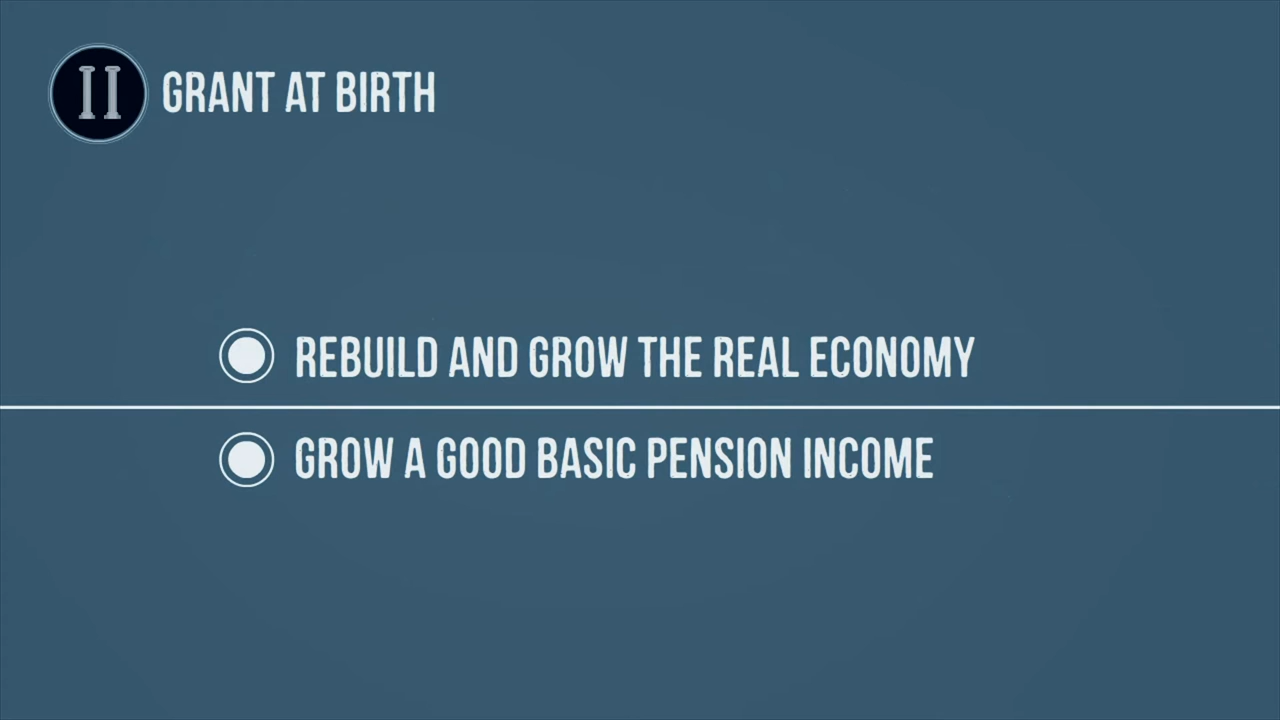 II GRANT AT BIRTH
REBUILD AND GROW THE REAL ECONOMY
GROW A GOOD BASIC PENSION INCOME